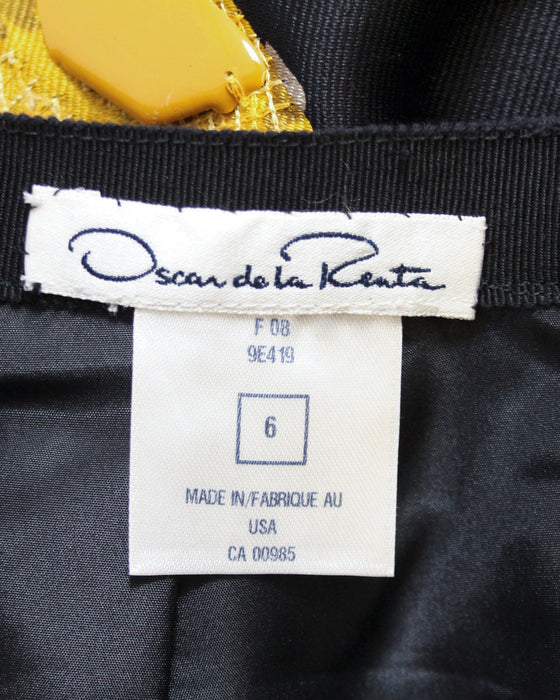 Oscar de la Renta
F 08
9E419
6
MADE IN/FABRIQUE AU
USA
CA 00985